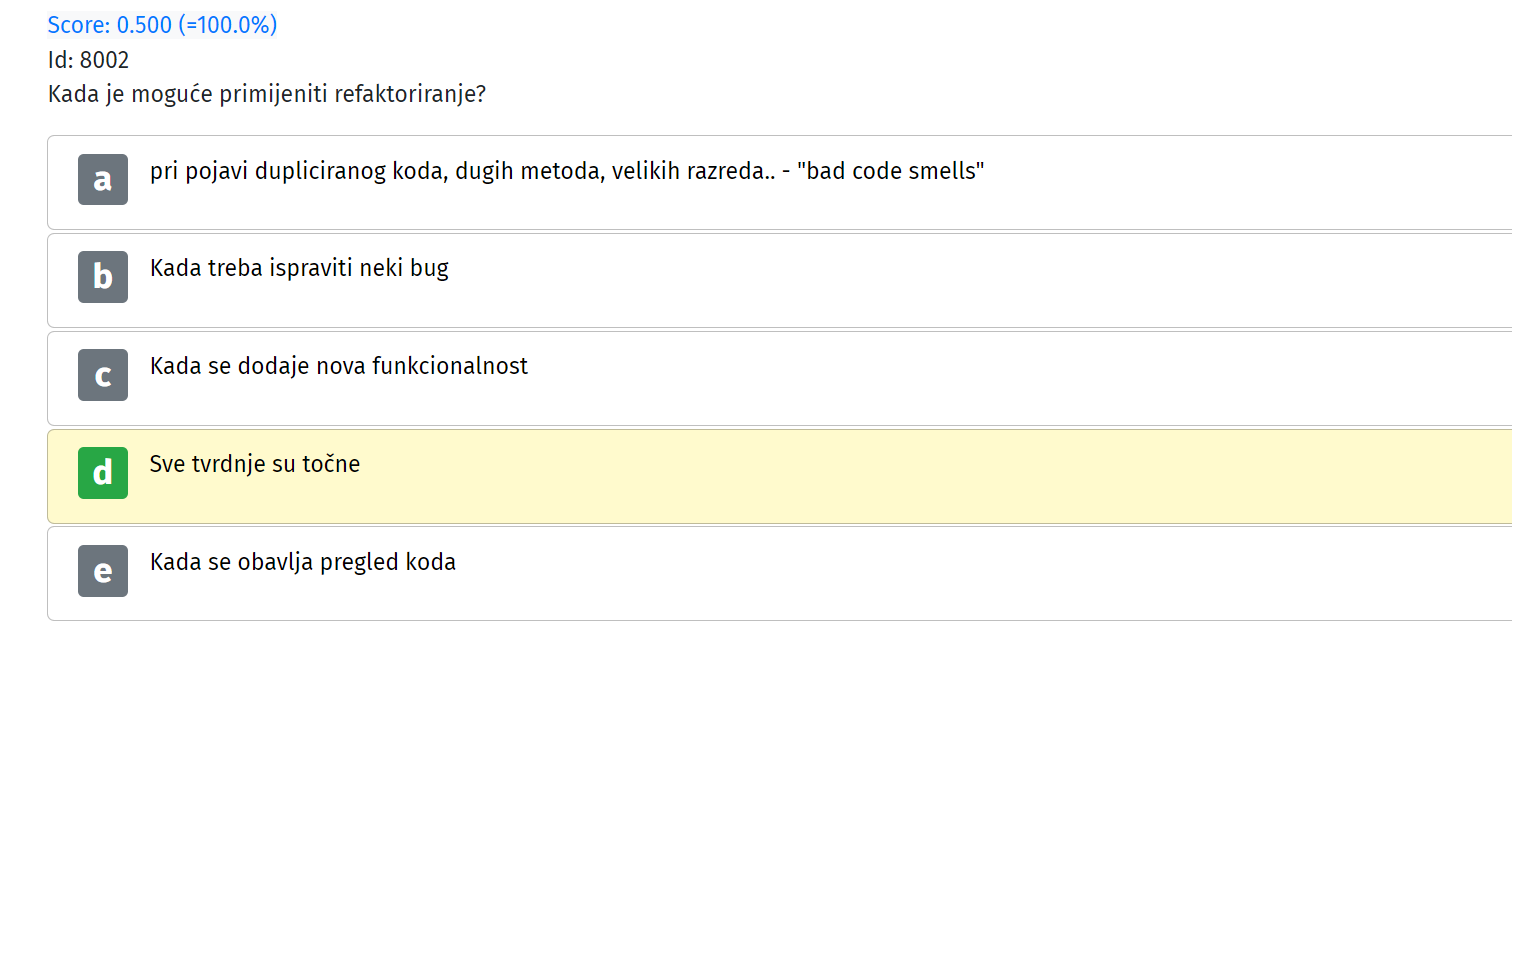 Score: 0.500 (=100.0%)
Id: 8002
Kada je moguće primijeniti refaktoriranje?
a pri pojavi dupliciranog koda, dugih metoda, velikih razreda.. - "bad code smells"
b Kada treba ispraviti neki bug
c Kada se dodaje nova funkcionalnost
d Sve tvrdnje su točne
e Kada se obavlja pregled koda